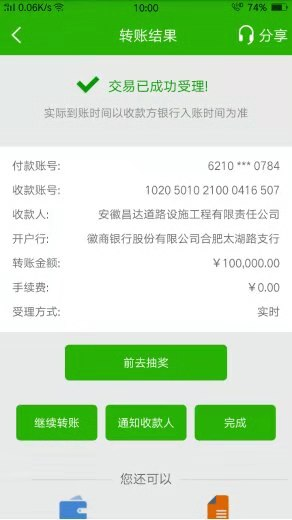 0.06K/s 10:00 74%
转账结果 分享
交易已成功受理!
实际到账时间以收款方银行入账时间为准
付款账号: 6210 *** 0784
收款账号: 1020 5010 2100 0416 507
收款人: 安徽昌达道路设施工程有限责任公司
开户行: 徽商银行股份有限公司合肥太湖路支行
转账金额: ￥100,000.00
手续费: ￥0.00
受理方式: 实时
前去抽奖
继续转账 通知收款人 完成
您还可以